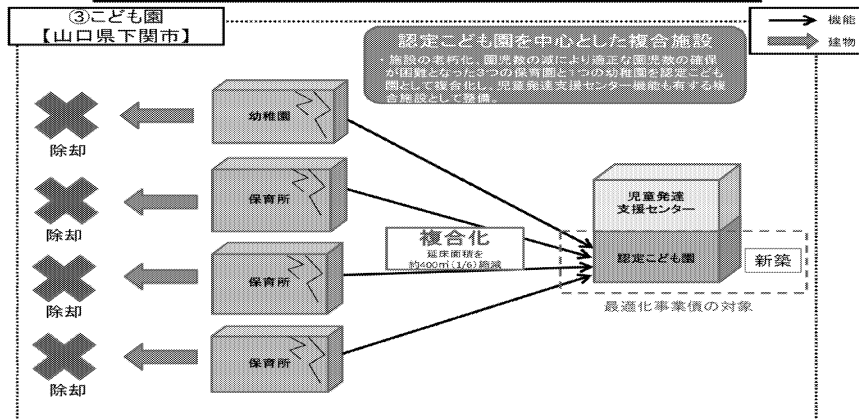 ③こども園
【山口県下関市】
機能
建物
認定こども園を中心とした複合施設
・施設の老朽化、園児数の減により適正な園児数の確保
が困難となった3つの保育園と1つの幼稚園を認定こども
園として複合化し、児童発達支援センター機能も有する複
合施設として整備。
幼稚園
除却
保育所
除却
保育所
除却
保育所
除却
複合化
延床面積を
約400㎡(1/6)縮減
児童発達
支援センター
認定こども園
新築
最適化事業債の対象